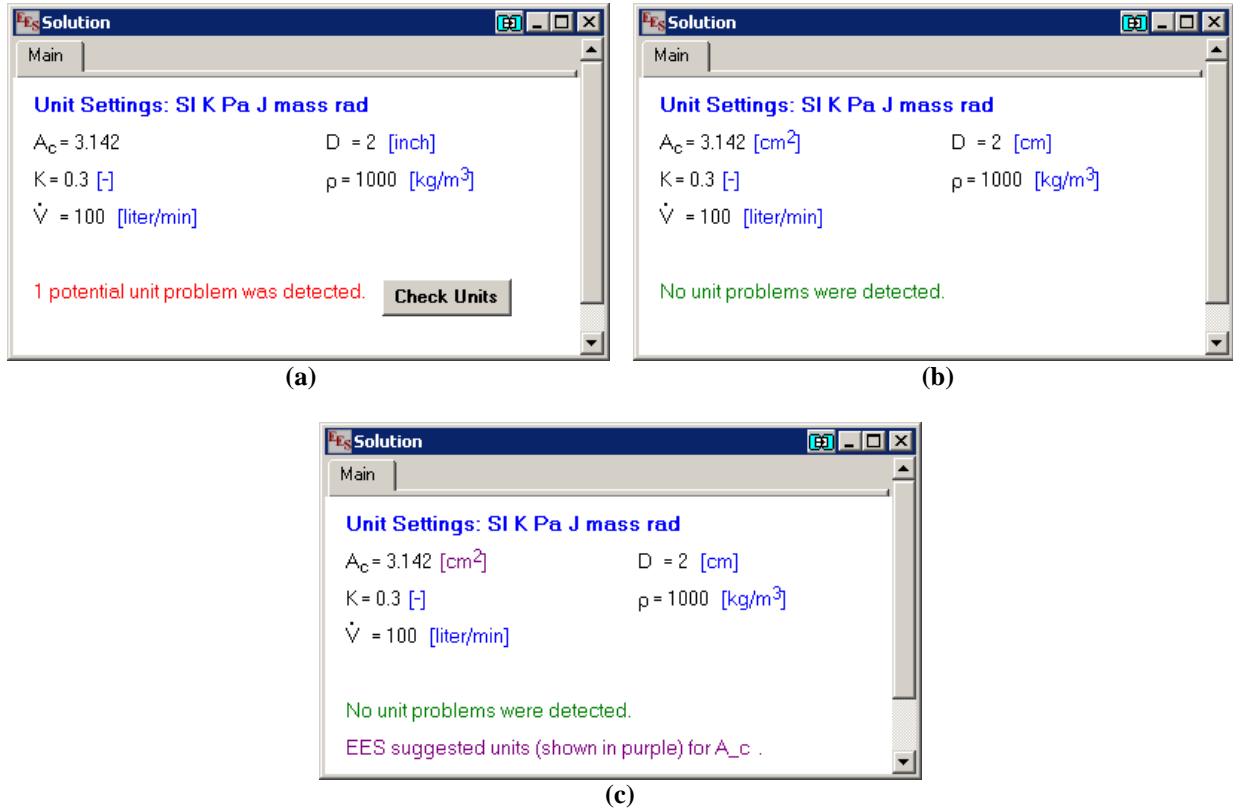 EES Solution
Main
Unit Settings: SI K Pa J mass rad
A_c = 3.142 D = 2 [inch]
K = 0.3 [-] ρ = 1000 [kg/m³]
V̇ = 100 [liter/min]
1 potential unit problem was detected. Check Units
(a)
EES Solution
Main
Unit Settings: SI K Pa J mass rad
A_c = 3.142 [cm²] D = 2 [cm]
K = 0.3 [-] ρ = 1000 [kg/m³]
V̇ = 100 [liter/min]
No unit problems were detected.
(b)
EES Solution
Main
Unit Settings: SI K Pa J mass rad
A_c = 3.142 [cm²] D = 2 [cm]
K = 0.3 [-] ρ = 1000 [kg/m³]
V̇ = 100 [liter/min]
No unit problems were detected.
EES suggested units (shown in purple) for A_c .
(c)